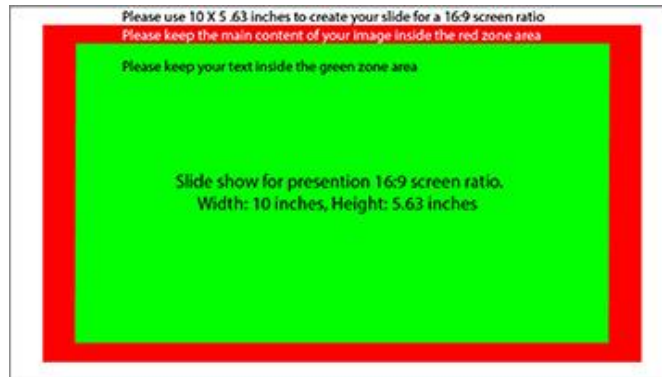 Please use 10 X 5 .63 inches to create your slide for a 16:9 screen ratio
Please keep the main content of your image inside the red zone area
Please keep your text inside the green zone area
Slide show for presention 16:9 screen ratio.
Width: 10 inches, Height: 5.63 inches